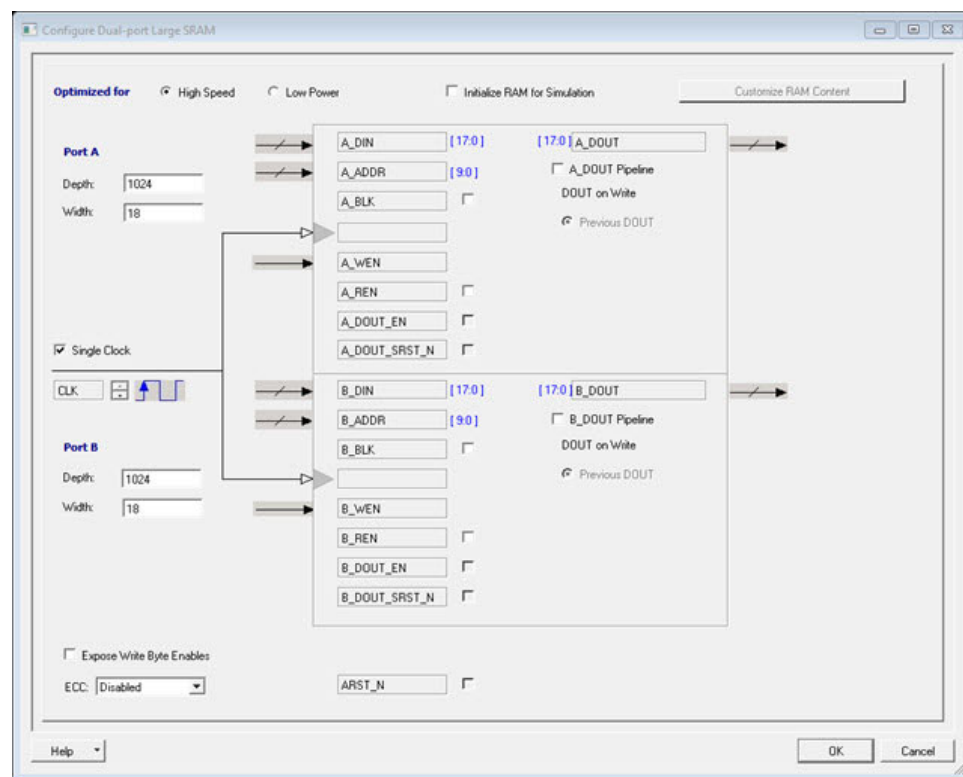 Configure Dual-port Large SRAM
Optimized for High Speed Low Power Initialize RAM for Simulation Customize RAM Content
Port A
Depth: 1024
Width: 18
A_DIN [17:0] [17:0] A_DOUT
A_ADDR [9:0] A_DOUT Pipeline
A_BLK DOUT on Write
Previous DOUT
A_WEN
A_REN
A_DOUT_EN
A_DOUT_SRST_N
Single Clock
CLK
B_DIN [17:0] [17:0] B_DOUT
B_ADDR [9:0] B_DOUT Pipeline
Port B
B_BLK DOUT on Write
Depth: 1024
Previous DOUT
Width: 18
B_WEN
B_REN
B_DOUT_EN
B_DOUT_SRST_N
Expose Write Byte Enables
ECC: Disabled
ARST_N
Help OK Cancel